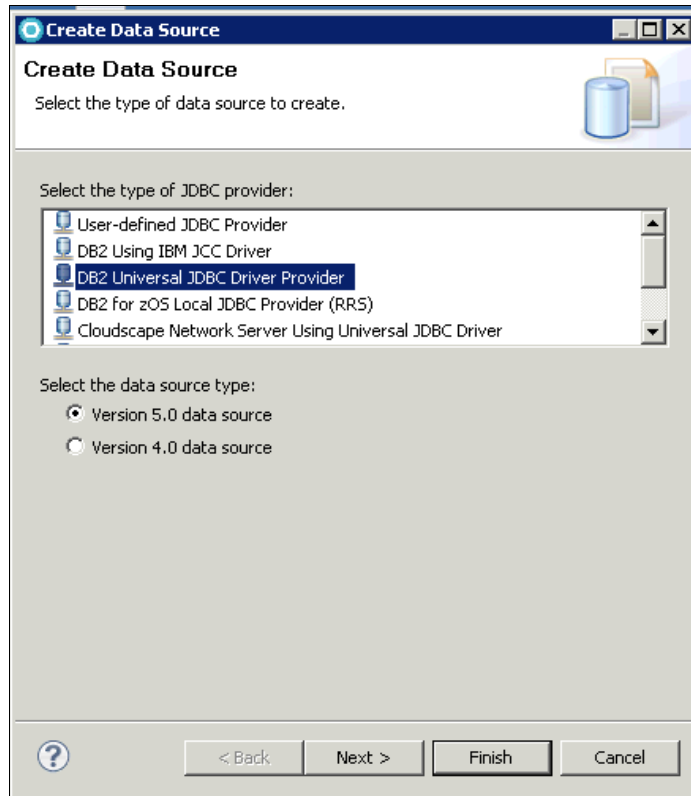 Create Data Source
Create Data Source
Select the type of data source to create.
Select the type of JDBC provider:
User-defined JDBC Provider
DB2 Using IBM JCC Driver
DB2 Universal JDBC Driver Provider
DB2 for zOS Local JDBC Provider (RRS)
Cloudscape Network Server Using Universal JDBC Driver
Select the data source type:
Version 5.0 data source
Version 4.0 data source
? < Back Next > Finish Cancel